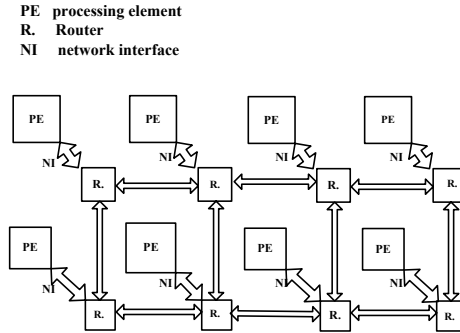 PE processing element
R. Router
NI network interface
PE PE PE PE
NI NI NI NI
R. R. R. R.
PE PE PE PE
NI NI NI NI
R. R. R. R.